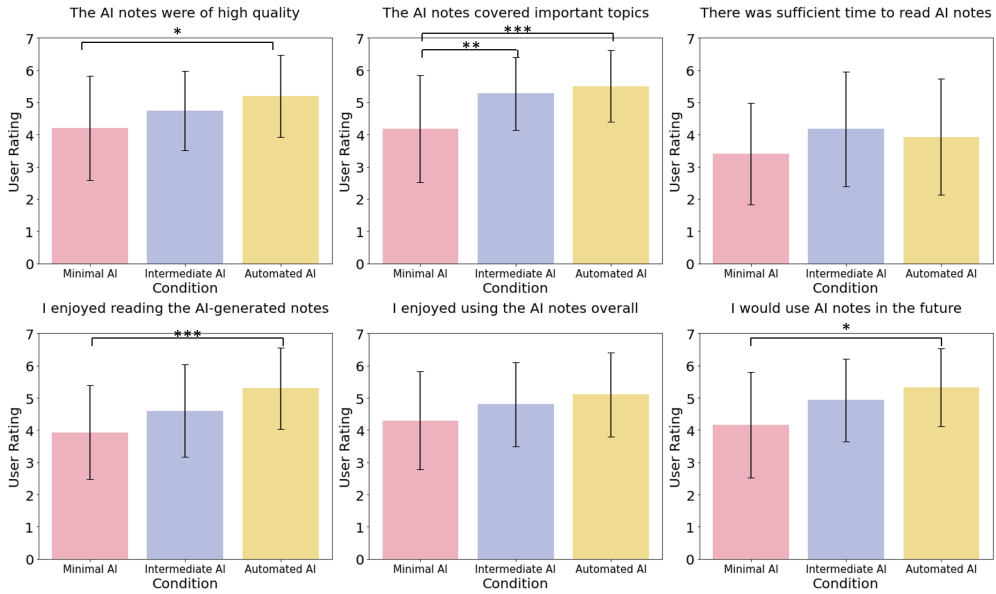 The AI notes were of high quality
*
7
6
5
4
3
2
1
0
User Rating
Minimal AI Intermediate AI Automated AI
Condition
The AI notes covered important topics
***
**
7
6
5
4
3
2
1
0
User Rating
Minimal AI Intermediate AI Automated AI
Condition
There was sufficient time to read AI notes
7
6
5
4
3
2
1
0
User Rating
Minimal AI Intermediate AI Automated AI
Condition
I enjoyed reading the AI-generated notes
***
7
6
5
4
3
2
1
0
User Rating
Minimal AI Intermediate AI Automated AI
Condition
I enjoyed using the AI notes overall
7
6
5
4
3
2
1
0
User Rating
Minimal AI Intermediate AI Automated AI
Condition
I would use AI notes in the future
*
7
6
5
4
3
2
1
0
User Rating
Minimal AI Intermediate AI Automated AI
Condition